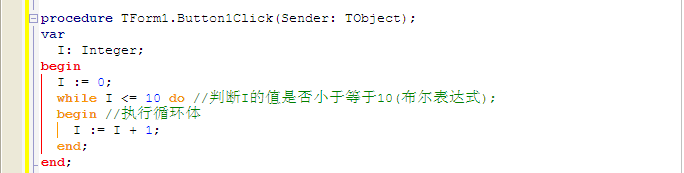 procedure TForm1.Button1Click(Sender: TObject);
var
I: Integer;
begin
I := 0;
while I <= 10 do //判断I的值是否小于等于10(布尔表达式);
begin //执行循环体
I := I + 1;
end;
end;